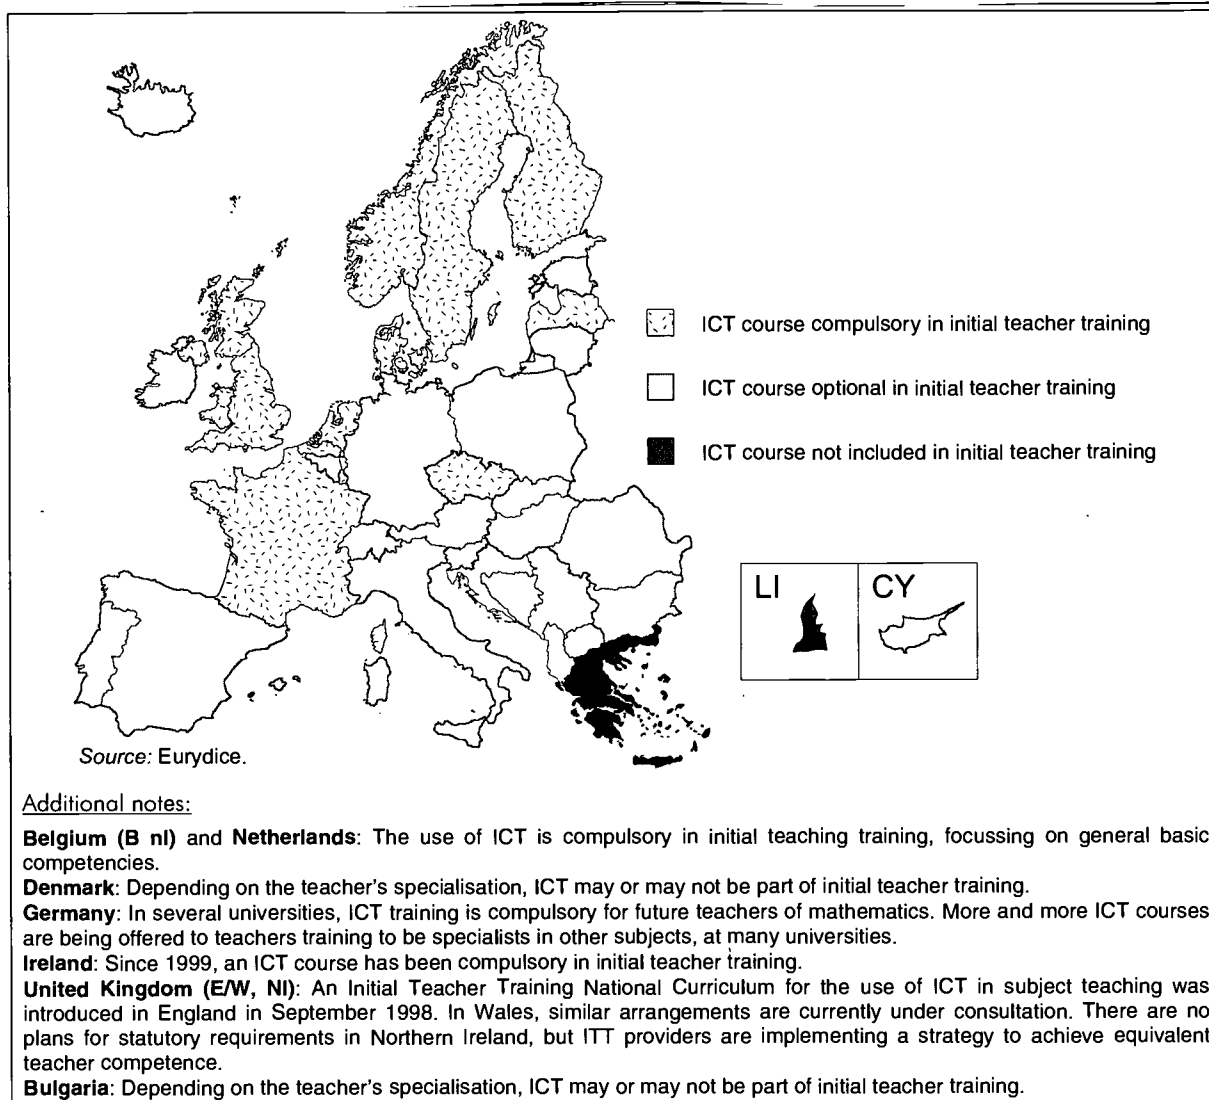 ICT course compulsory in initial teacher training
ICT course optional in initial teacher training
ICT course not included in initial teacher training
LI
CY
Source: Eurydice.
Additional notes:
Belgium (B nl) and Netherlands: The use of ICT is compulsory in initial teaching training, focussing on general basic
competencies.
Denmark: Depending on the teacher's specialisation, ICT may or may not be part of initial teacher training.
Germany: In several universities, ICT training is compulsory for future teachers of mathematics. More and more ICT courses
are being offered to teachers training to be specialists in other subjects, at many universities.
Ireland: Since 1999, an ICT course has been compulsory in initial teacher training.
United Kingdom (E/W, NI): An Initial Teacher Training National Curriculum for the use of ICT in subject teaching was
introduced in England in September 1998. In Wales, similar arrangements are currently under consultation. There are no
plans for statutory requirements in Northern Ireland, but ITT providers are implementing a strategy to achieve equivalent
teacher competence.
Bulgaria: Depending on the teacher's specialisation, ICT may or may not be part of initial teacher training.